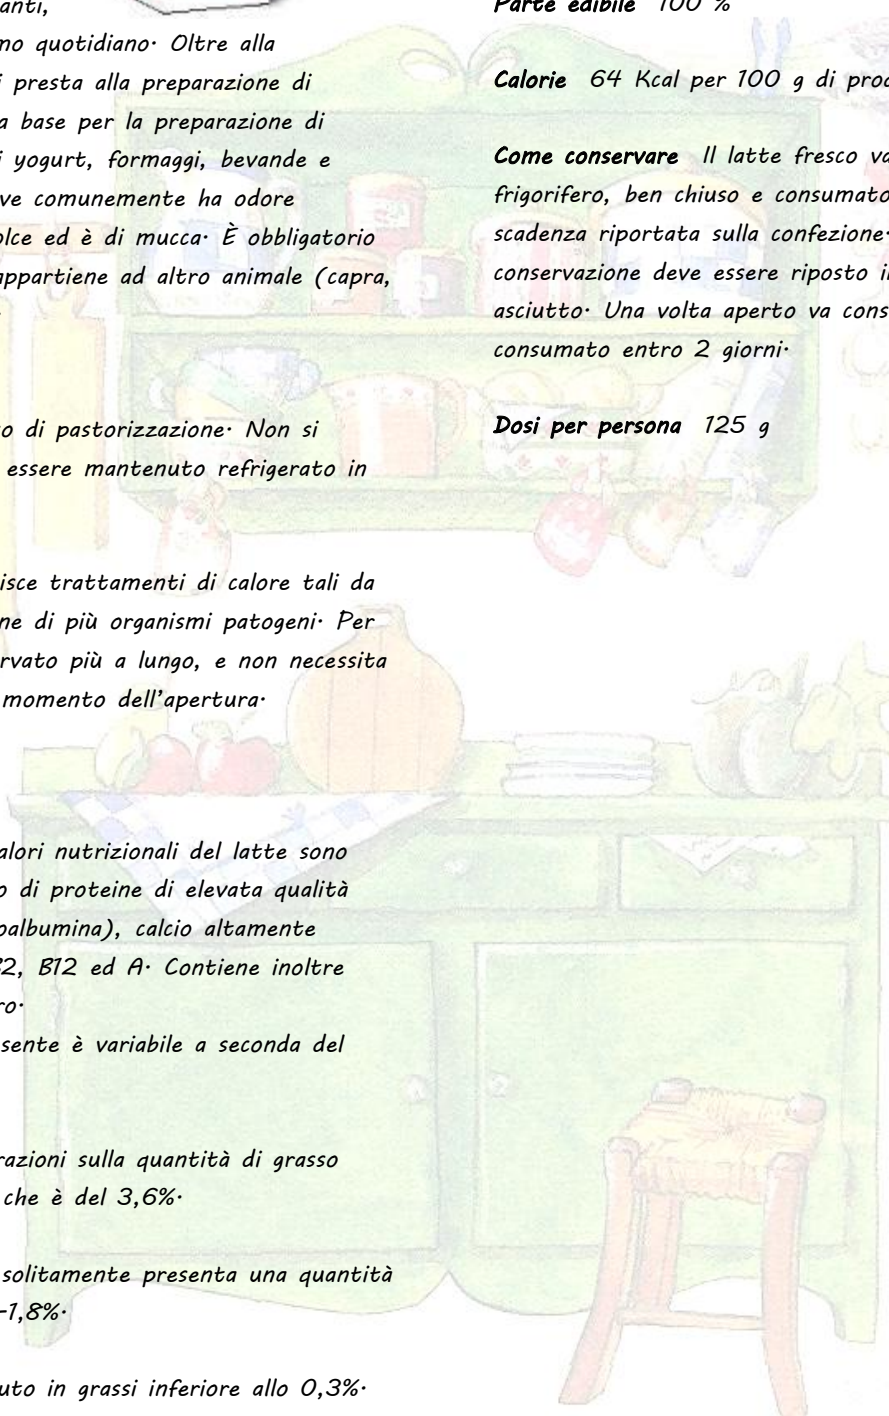 anti,
mo quotidiano. Oltre alla
i presta alla preparazione di
a base per la preparazione di
i yogurt, formaggi, bevande e
ve comunemente ha odore
olce ed è di mucca. È obbligatorio
appartiene ad altro animale (capra,
.
o di pastorizzazione. Non si
essere mantenuto refrigerato in
isce trattamenti di calore tali da
ne di più organismi patogeni. Per
rvato più a lungo, e non necessita
momento dell'apertura.
alori nutrizionali del latte sono
o di proteine di elevata qualità
oalbumina), calcio altamente
B2, B12 ed A. Contiene inoltre
ro.
sente è variabile a seconda del
razioni sulla quantità di grasso
che è del 3,6%.
solitamente presenta una quantità
-1,8%.
uto in grassi inferiore allo 0,3%.
Parte edibile 100 %
Calorie 64 Kcal per 100 g di prod
Come conservare Il latte fresco va
frigorifero, ben chiuso e consumato
scadenza riportata sulla confezione.
conservazione deve essere riposto in
asciutto. Una volta aperto va cons
consumato entro 2 giorni.
Dosi per persona 125 g